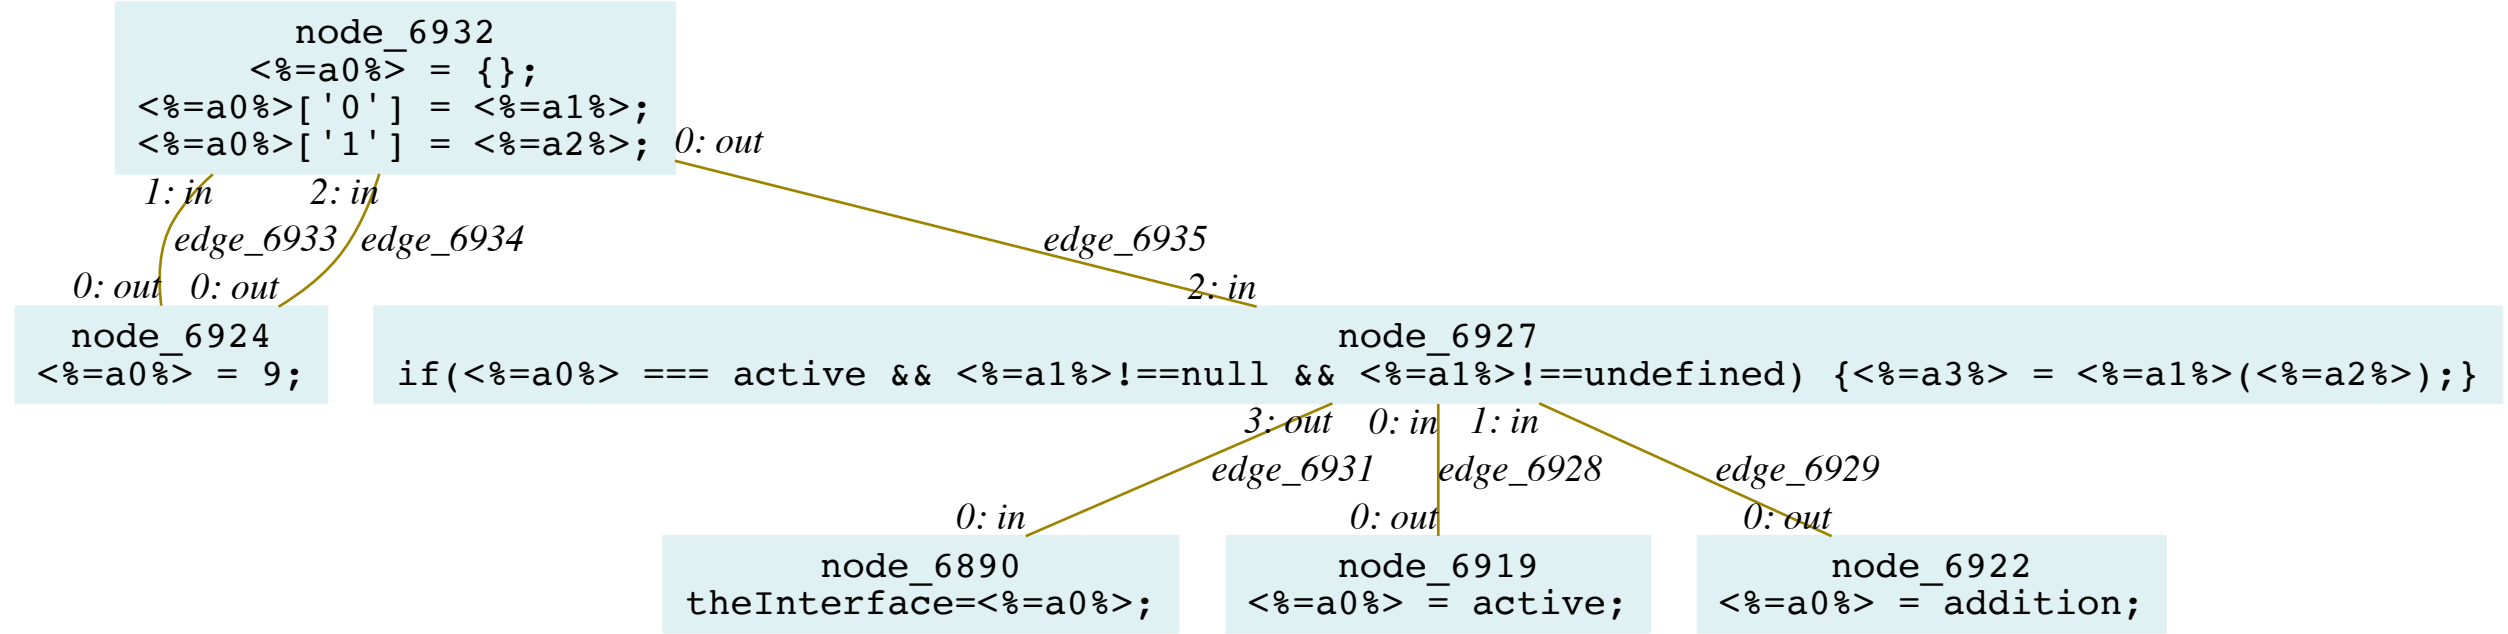 node_6932
<%=a0%> = {};
<%=a0%>['0'] = <%=a1%>;
<%=a0%>['1'] = <%=a2%>;
0: out
1: in
2: in
edge_6933
edge_6934
edge_6935
0: out
0: out
2: in
node_6924
<%=a0%> = 9;
node_6927
if(<%=a0%> === active && <%=a1%>!==null && <%=a1%>!==undefined) {<%=a3%> = <%=a1%>(<%=a2%>);}
3: out
0: in
1: in
edge_6931
edge_6928
edge_6929
0: in
0: out
0: out
node_6890
theInterface=<%=a0%>;
node_6919
<%=a0%> = active;
node_6922
<%=a0%> = addition;